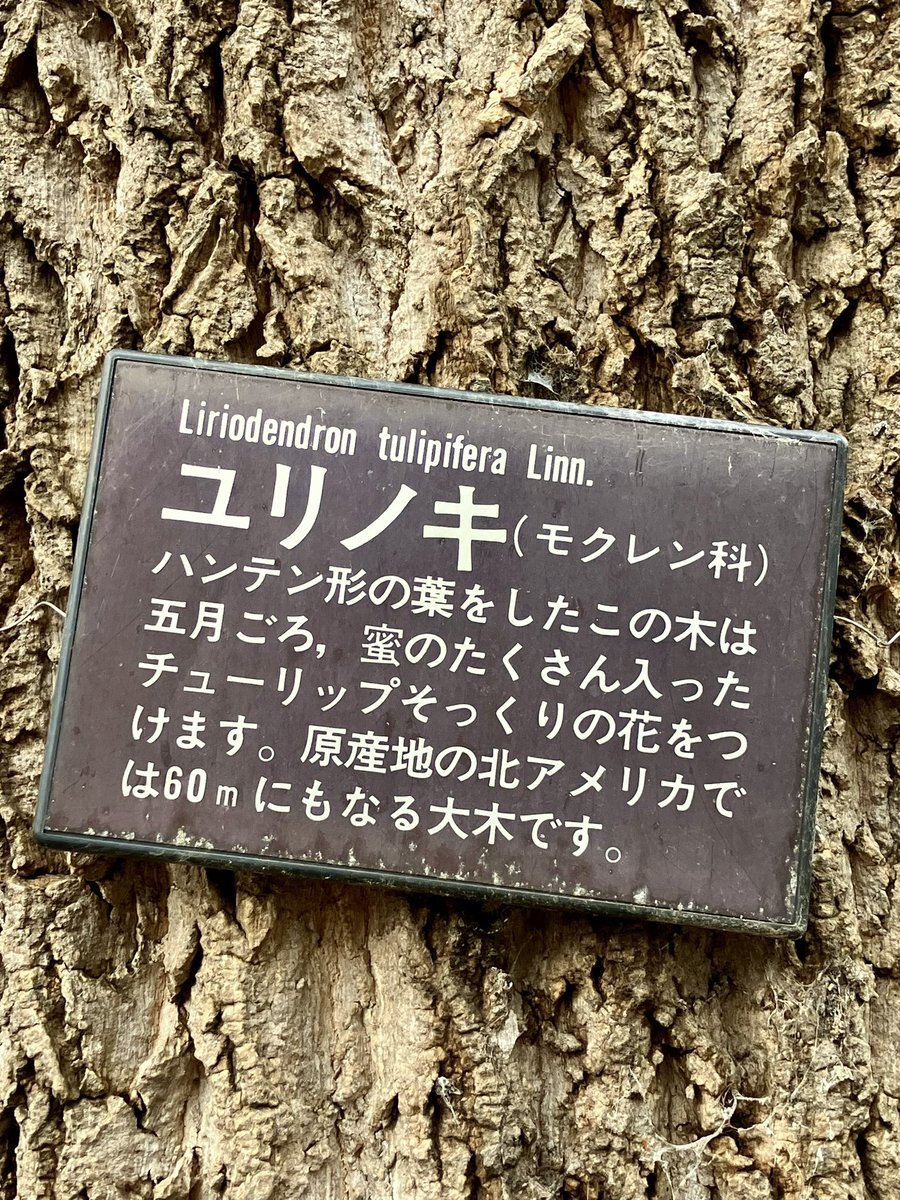 Liriodendron tulipifera Linn.
ユリノキ(モクレン科)
ハンテン形の葉をしたこの木は
五月ごろ,蜜のたくさん入った
チューリップそっくりの花をつ
けます。原産地の北アメリカで
は60mにもなる大木です。